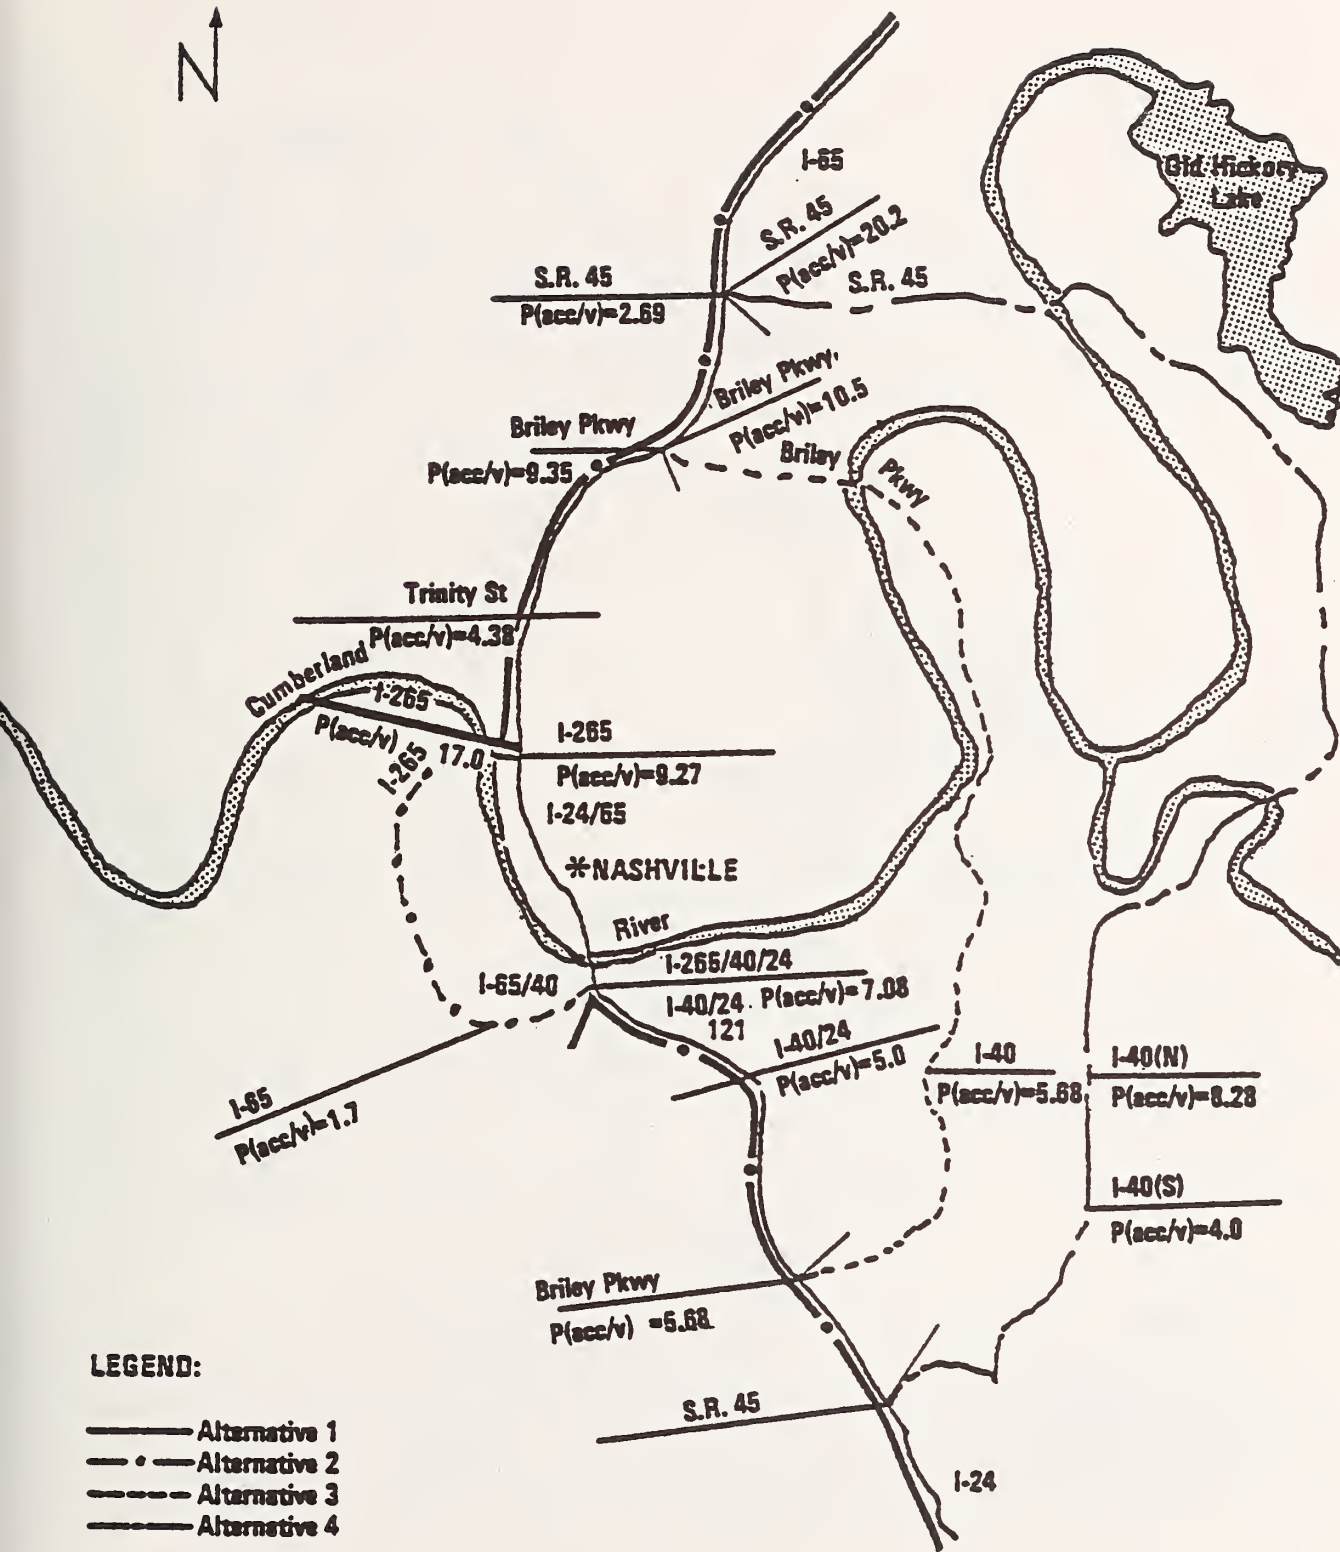 N
I-65
S.R. 45
P(acc/v)=20.2
S.R. 45
P(acc/v)=2.69
S.R. 45
Old Hickory
Lake
Briley Pkwy.
P(acc/v)=10.5
Briley Pkwy
P(acc/v)=9.35
Briley Pkwy
Trinity St
P(acc/v)=4.38
Cumberland
I-265
P(acc/v) 17.0
I-265
I-265
P(acc/v)=9.27
I-24/65
*NASHVILLE
River
I-265/40/24
I-65/40
I-40/24 P(acc/v)=7.08
121
I-40/24
P(acc/v)=5.0
I-40
P(acc/v)=5.68
I-40(N)
P(acc/v)=8.28
I-65
P(acc/v)=1.7
I-40(S)
P(acc/v)=4.0
Briley Pkwy
P(acc/v) =5.68
S.R. 45
I-24
LEGEND:
Alternative 1
Alternative 2
Alternative 3
Alternative 4